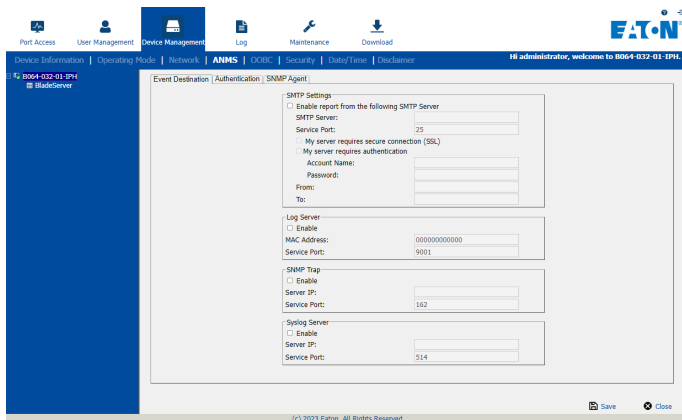 EATON
Port Access User Management Device Management Log Maintenance Download
Device Information | Operating Mode | Network | ANMS | OOBC | Security | Date/Time | Disclaimer
Hi administrator, welcome to B064-032-01-IPH.
B064-032-01-IPH
BladeServer
Event Destination Authentication SNMP Agent
SMTP Settings
Enable report from the following SMTP Server
SMTP Server:
Service Port: 25
My server requires secure connection (SSL)
My server requires authentication
Account Name:
Password:
From:
To:
Log Server
Enable
MAC Address: 000000000000
Service Port: 9001
SNMP Trap
Enable
Server IP:
Service Port: 162
Syslog Server
Enable
Server IP:
Service Port: 514
Save Close
(c) 2023 Eaton. All Rights Reserved.